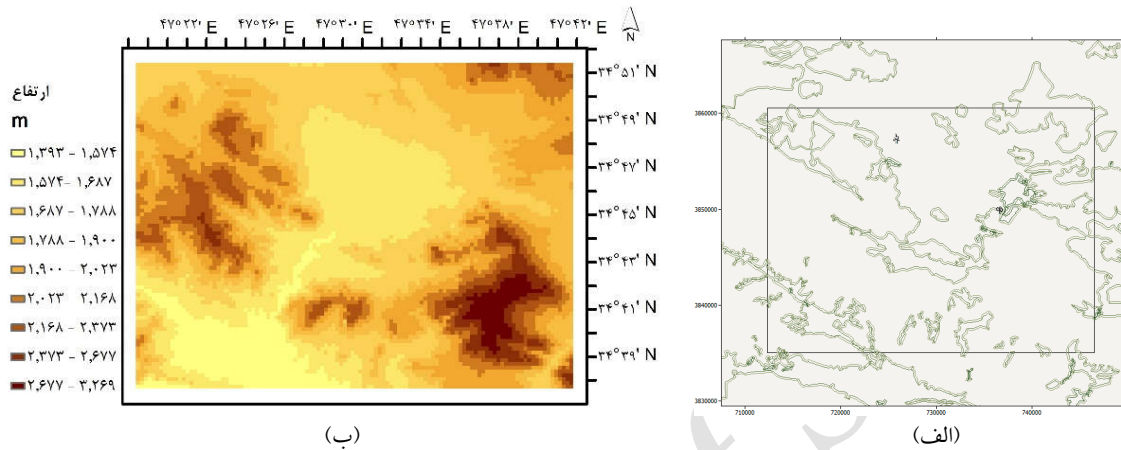 ۴۷°۲۲' E ۴۷°۲۶' E ۴۷°۳۰' E ۴۷°۳۴' E ۴۷°۳۸' E ۴۷°۴۲' E
N
۳۴°۵۱' N
۳۴°۴۹' N
۳۴°۴۷' N
۳۴°۴۵' N
۳۴°۴۳' N
۳۴°۴۱' N
۳۴°۳۹' N
ارتفاع
m
۱,۳۹۳ - ۱,۵۷۴
۱,۵۷۴- ۱,۶۸۷
۱,۶۸۷ - ۱,۷۸۸
۱,۷۸۸ - ۱,۹۰۰
۱,۹۰۰ - ۲,۰۲۳
۲,۰۲۳ ۲,۱۶۸
۲,۱۶۸ - ۲,۳۷۳
۲,۳۷۳ - ۲,۶۷۷
۲,۶۷۷ - ۳,۲۶۹
(ب)
3860000
3850000
3840000
3830000
710000 720000 730000 740000
(الف)